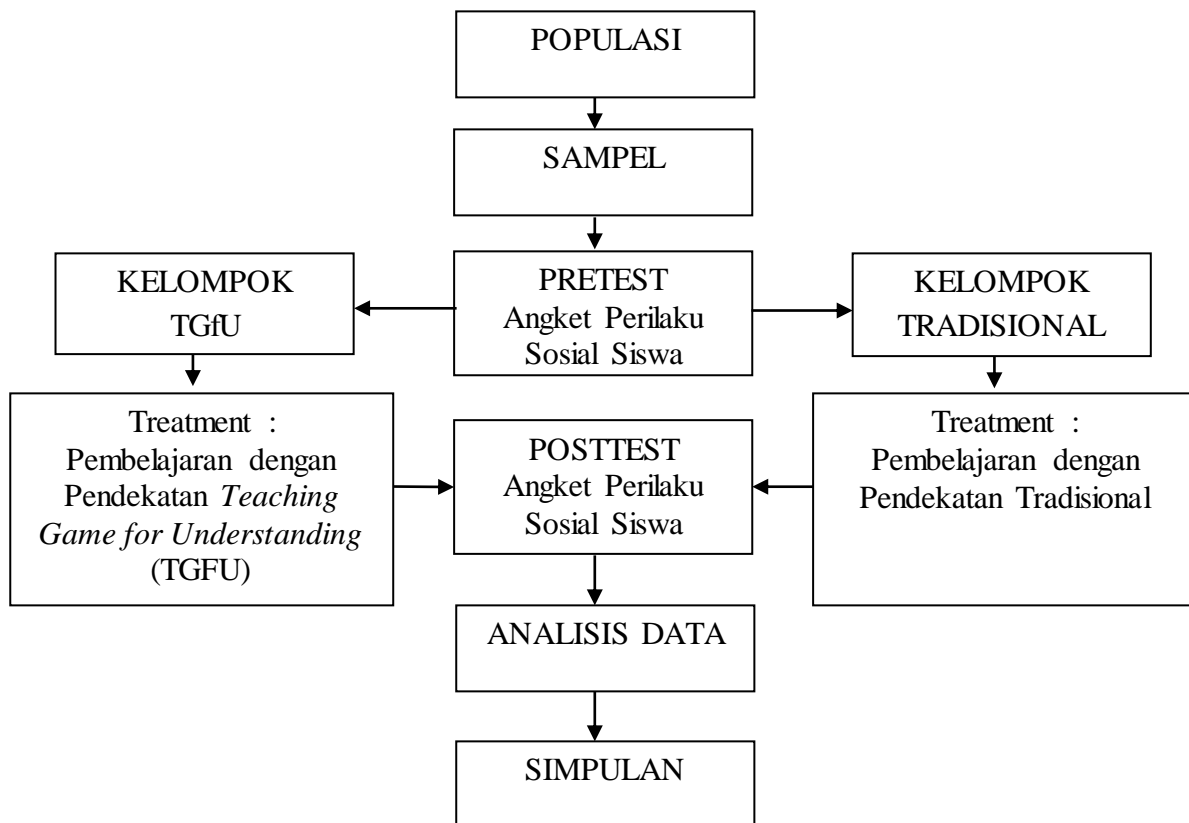 POPULASI
SAMPEL
PRETEST
Angket Perilaku
Sosial Siswa
KELOMPOK
TGfU
KELOMPOK
TRADISIONAL
Treatment :
Pembelajaran dengan
Pendekatan Teaching
Game for Understanding
(TGFU)
Treatment :
Pembelajaran dengan
Pendekatan Tradisional
POSTTEST
Angket Perilaku
Sosial Siswa
ANALISIS DATA
SIMPULAN